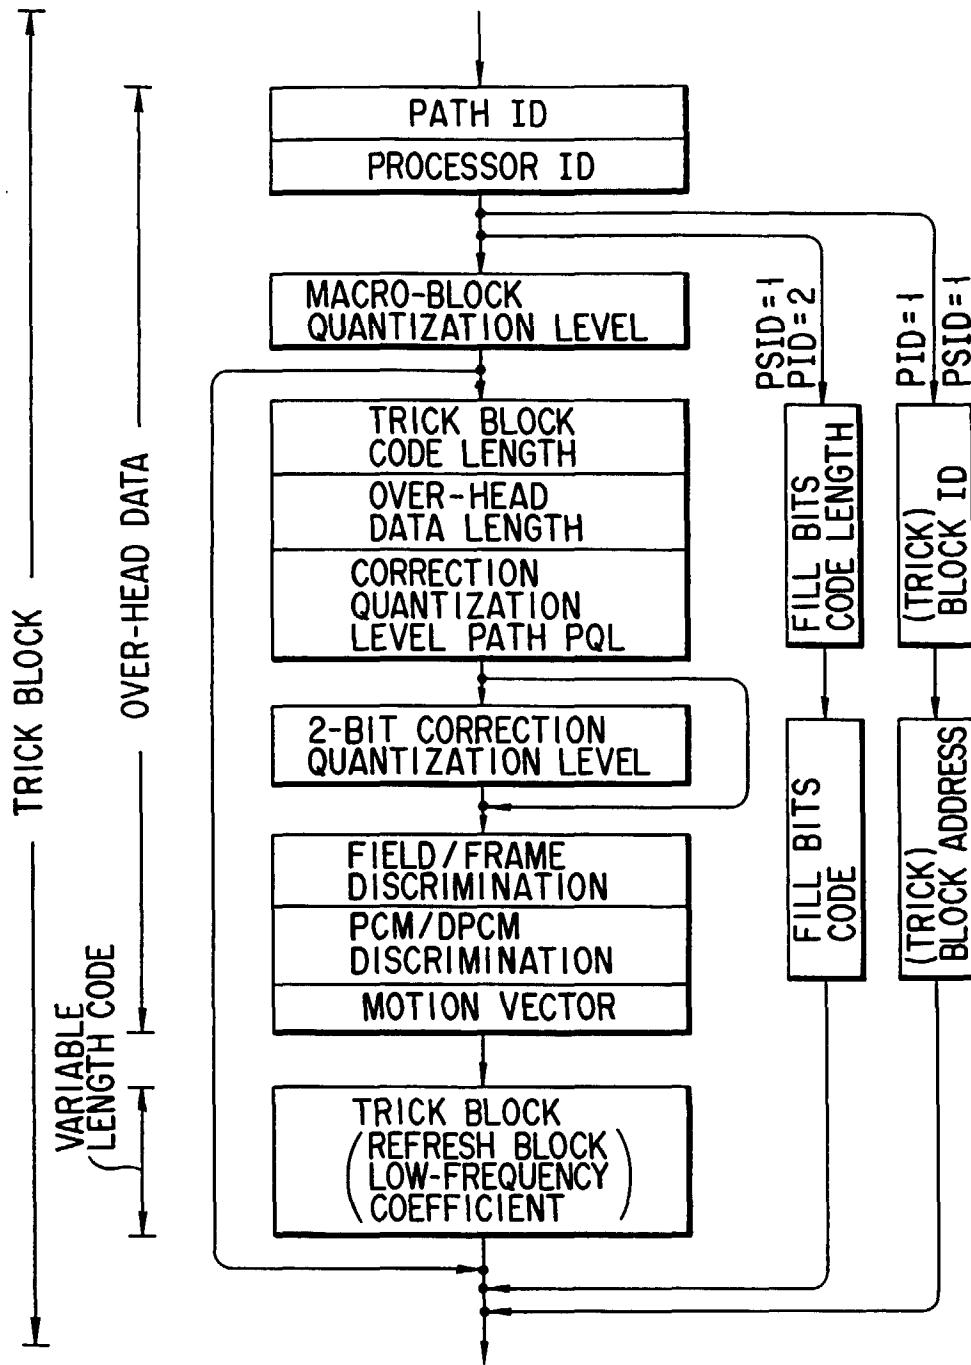 PATH ID
PROCESSOR ID
MACRO-BLOCK
QUANTIZATION LEVEL
TRICK BLOCK
CODE LENGTH
OVER-HEAD
DATA LENGTH
CORRECTION
QUANTIZATION
LEVEL PATH PQL
2-BIT CORRECTION
QUANTIZATION LEVEL
FIELD/FRAME
DISCRIMINATION
PCM/DPCM
DISCRIMINATION
MOTION VECTOR
TRICK BLOCK
(REFRESH BLOCK
LOW-FREQUENCY
COEFFICIENT)
TRICK BLOCK
OVER-HEAD DATA
VARIABLE
LENGTH CODE
PSID=1
PID=2
FILL BITS
CODE LENGTH
FILL BITS
CODE
PID=1
PSID=1
(TRICK)
BLOCK ID
(TRICK)
BLOCK ADDRESS